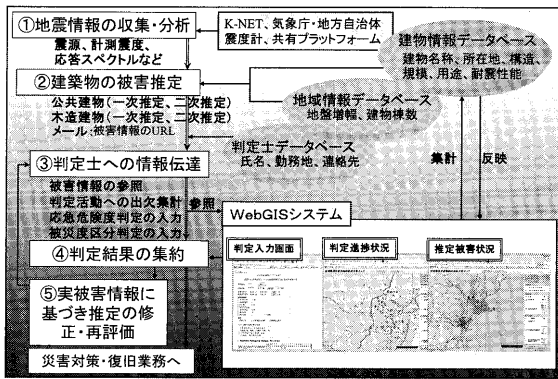 ①地震情報の収集・分析
震源、計測震度、
応答スペクトルなど
K-NET、気象庁・地方自治体
震度計、共有プラットフォーム
建物情報データベース
建物名称、所在地、構造、
規模、用途、耐震性能
②建築物の被害推定
公共建物(一次推定、二次推定)
木造建物(一次推定、二次推定)
メール:被害情報のURL
地域情報データベース
地盤増幅、建物棟数
判定士データベース
氏名、勤務地、連絡先
集計
反映
③判定士への情報伝達
被害情報の参照
判定活動への出欠集計
応急危険度判定の入力
被災度区分判定の入力
参照
WebGISシステム
判定入力画面
判定進捗状況
推定被害状況
④判定結果の集約
⑤実被害情報に
基づき推定の修
正・再評価
災害対策・復旧業務へ